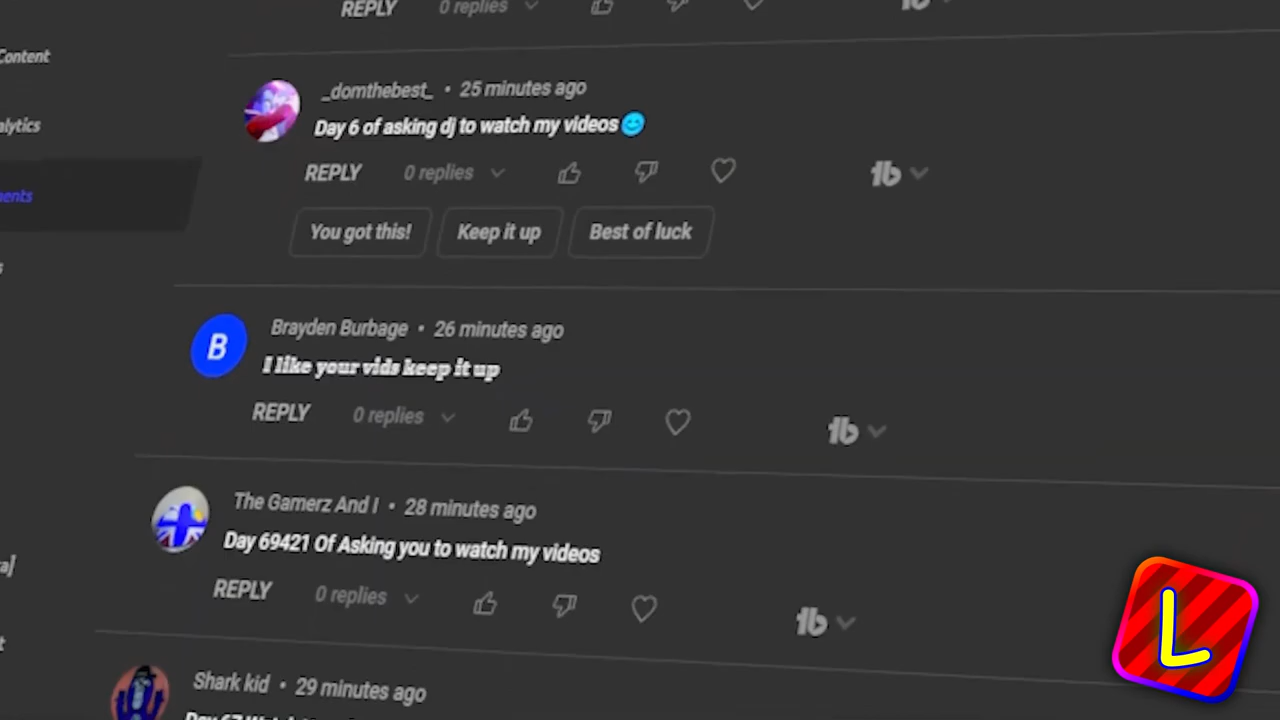 REPLY 0 replies
Content
_domthebest_ • 25 minutes ago
Day 6 of asking dj to watch my videos
REPLY 0 replies
You got this! Keep it up Best of luck
B
Brayden Burbage • 26 minutes ago
I like your vids keep it up
REPLY 0 replies
The Gamerz And I • 28 minutes ago
Day 69421 Of Asking you to watch my videos
REPLY 0 replies
Shark kid • 29 minutes ago
L